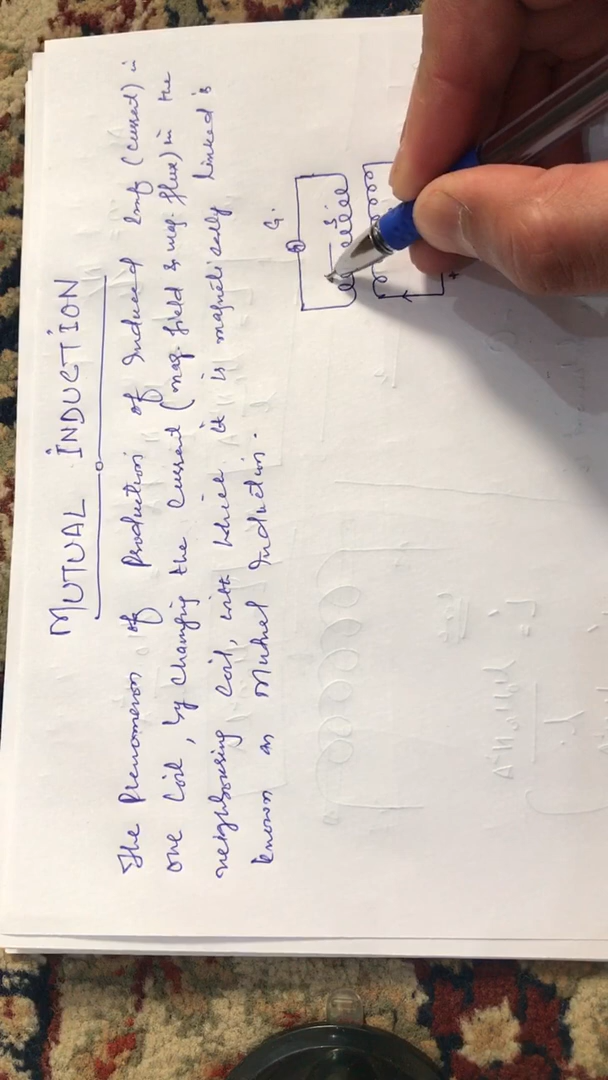 MUTUAL INDUCTION
The Phenomenon of Production of Induced Emf (current) in
one coil, by changing the current (mag. field & mag. flux) in the
neighbouring coil, with which it is magnetically linked is
known as Mutual Induction.
G.
S
+